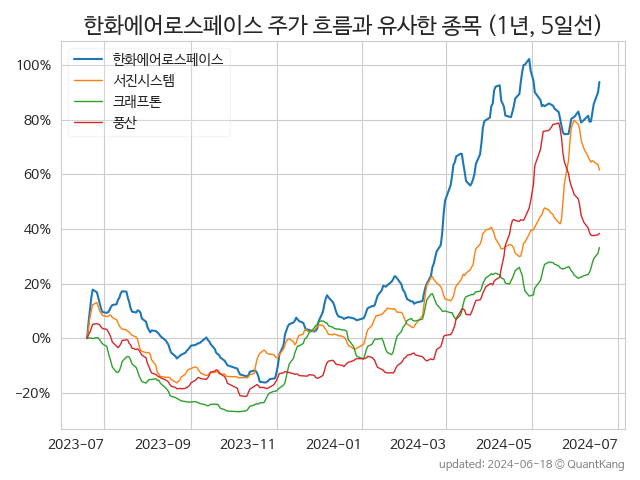 한화에어로스페이스 주가 흐름과 유사한 종목 (1년, 5일선)
한화에어로스페이스
서진시스템
크래프톤
풍산
100%
80%
60%
40%
20%
0%
−20%
2023-07 2023-09 2023-11 2024-01 2024-03 2024-05 2024-07
updated: 2024-06-18 © QuantKang